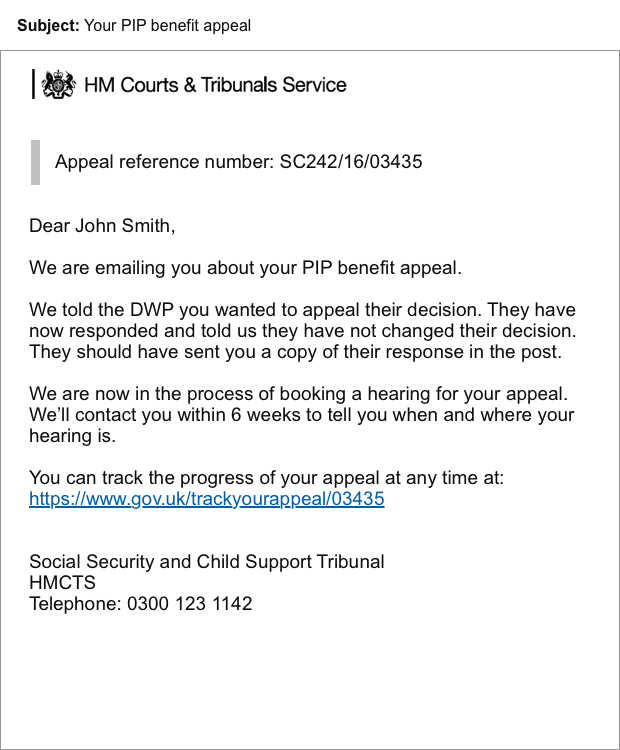 Subject: Your PIP benefit appeal
HM Courts & Tribunals Service
Appeal reference number: SC242/16/03435
Dear John Smith,
We are emailing you about your PIP benefit appeal.
We told the DWP you wanted to appeal their decision. They have
now responded and told us they have not changed their decision.
They should have sent you a copy of their response in the post.
We are now in the process of booking a hearing for your appeal.
We’ll contact you within 6 weeks to tell you when and where your
hearing is.
You can track the progress of your appeal at any time at:
https://www.gov.uk/trackyourappeal/03435
Social Security and Child Support Tribunal
HMCTS
Telephone: 0300 123 1142